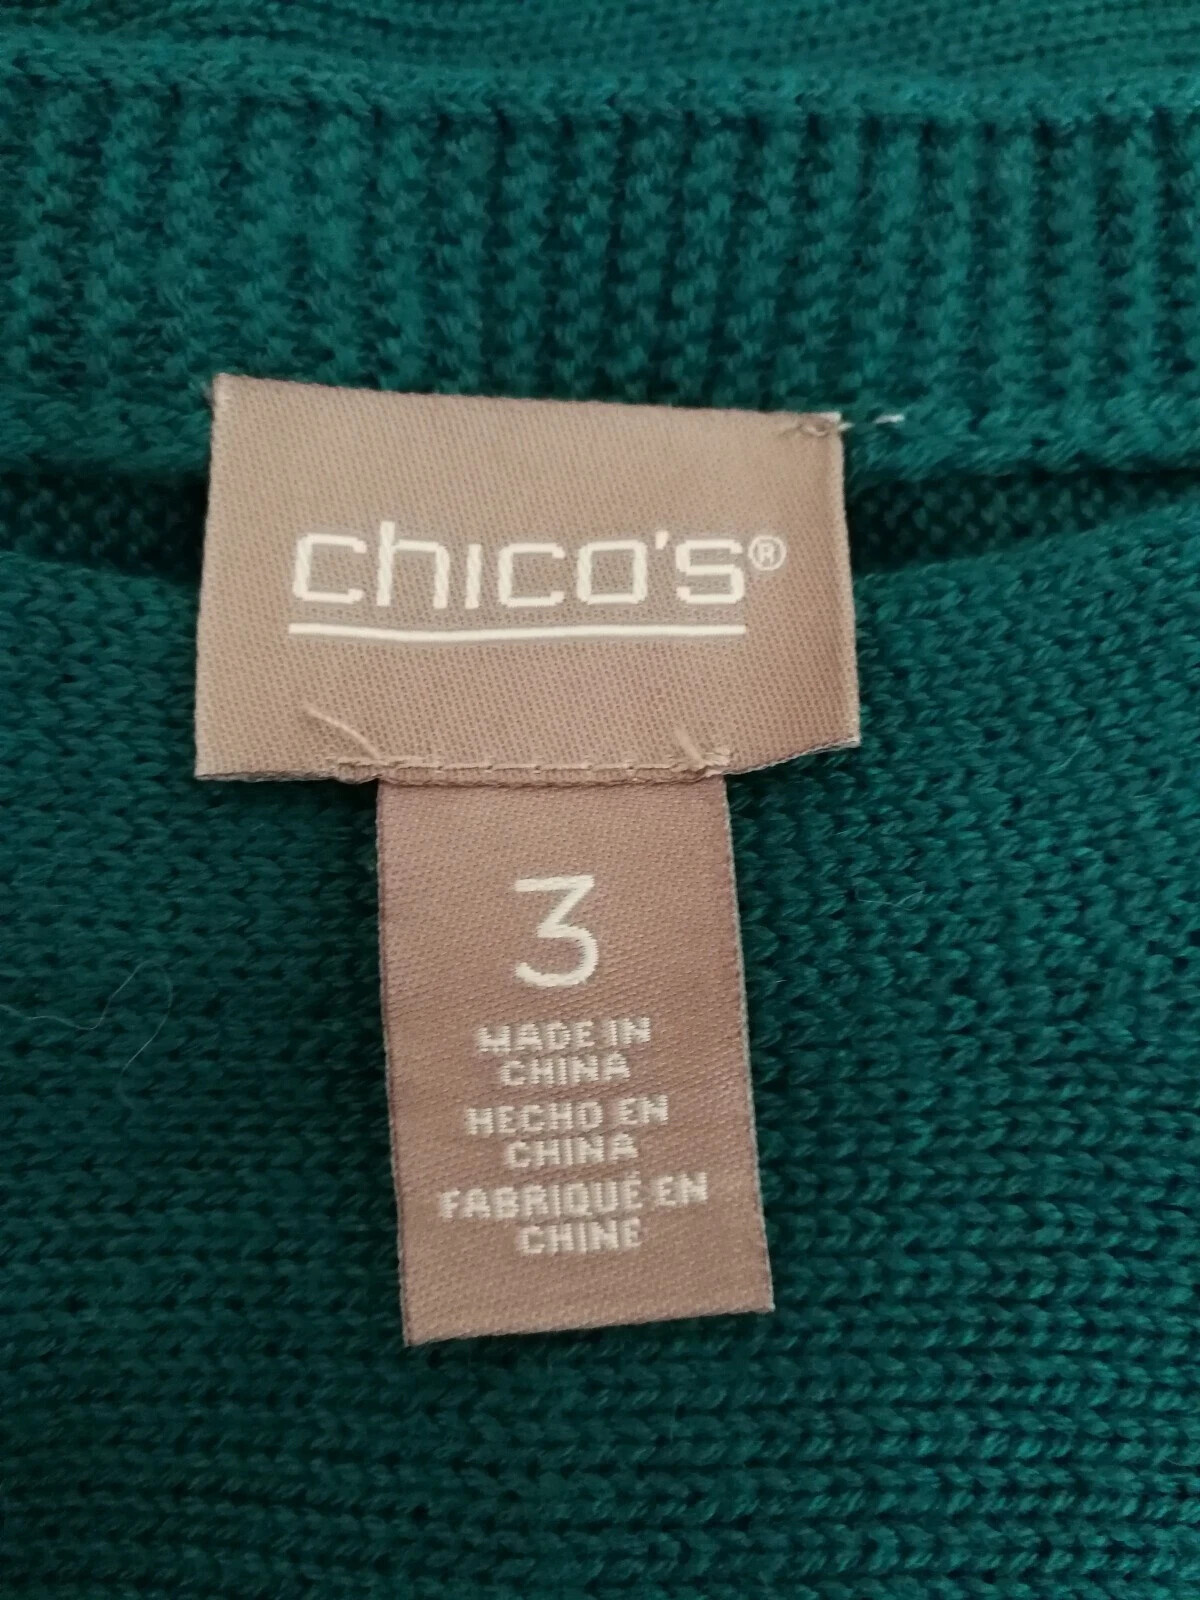 chico's®
3
MADE IN
CHINA
HECHO EN
CHINA
FABRIQUÉ EN
CHINE